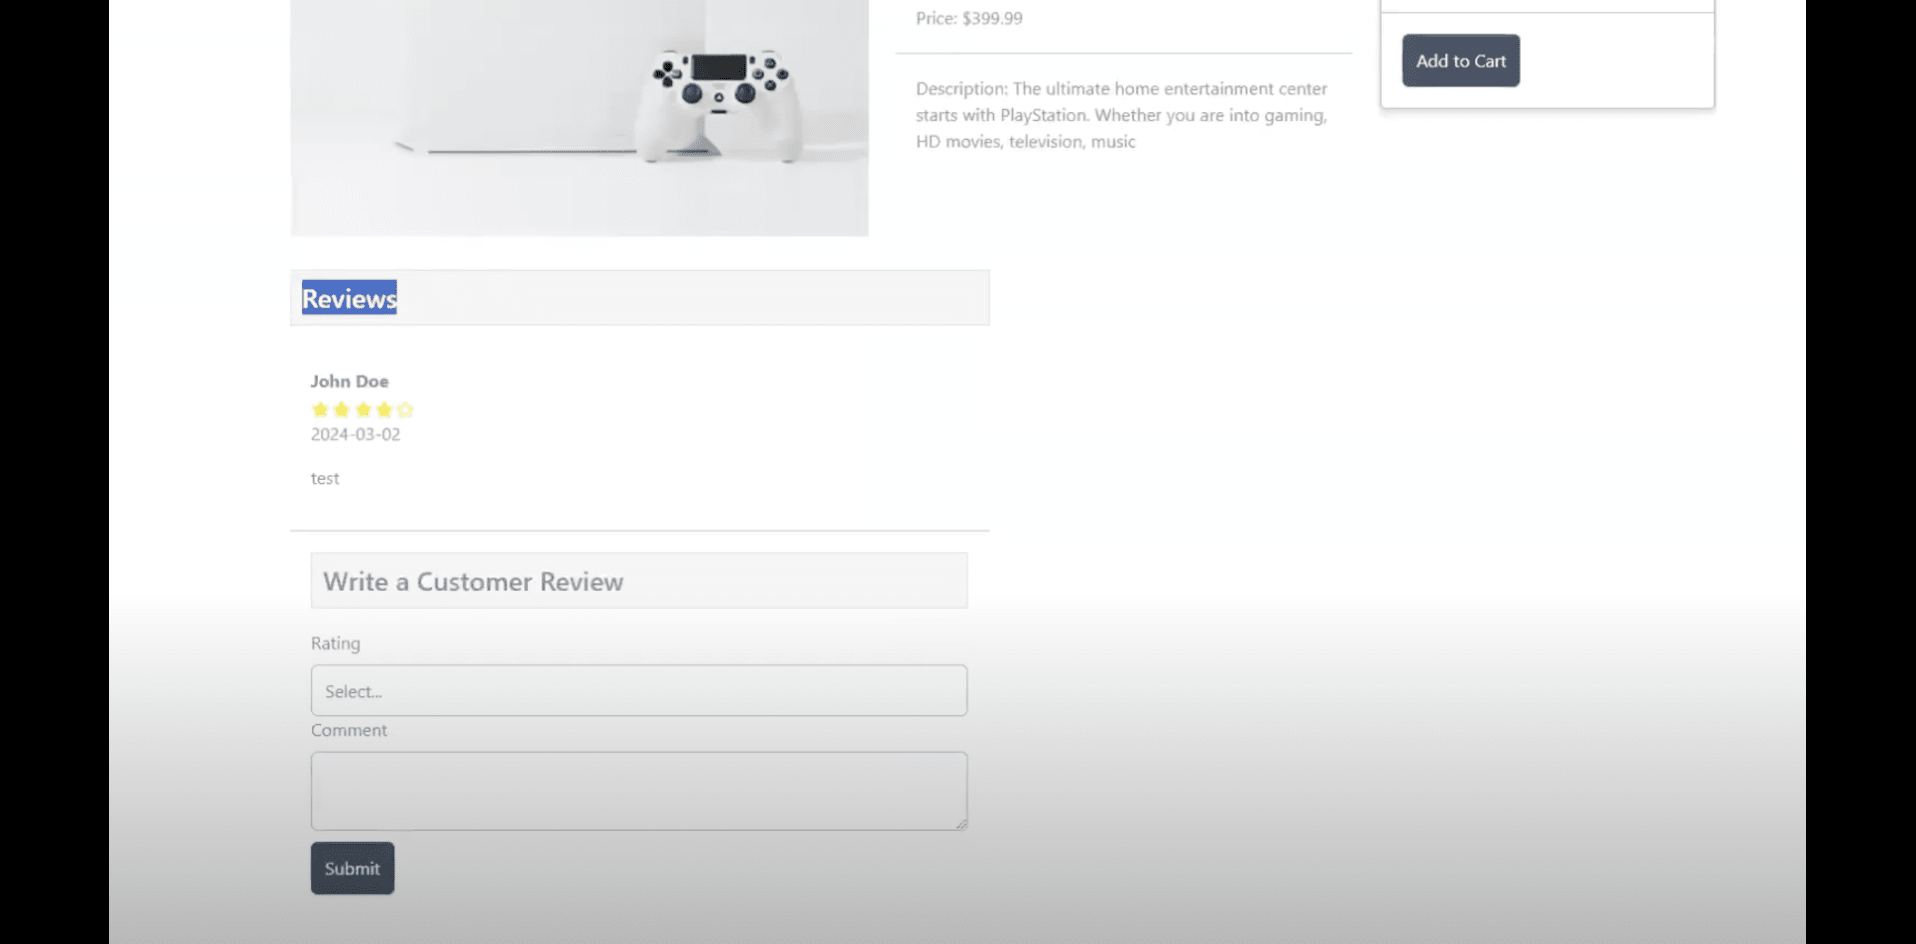 Price: $399.99
Add to Cart
Description: The ultimate home entertainment center
starts with PlayStation. Whether you are into gaming,
HD movies, television, music
Reviews
John Doe
2024-03-02
test
Write a Customer Review
Rating
Select...
Comment
Submit